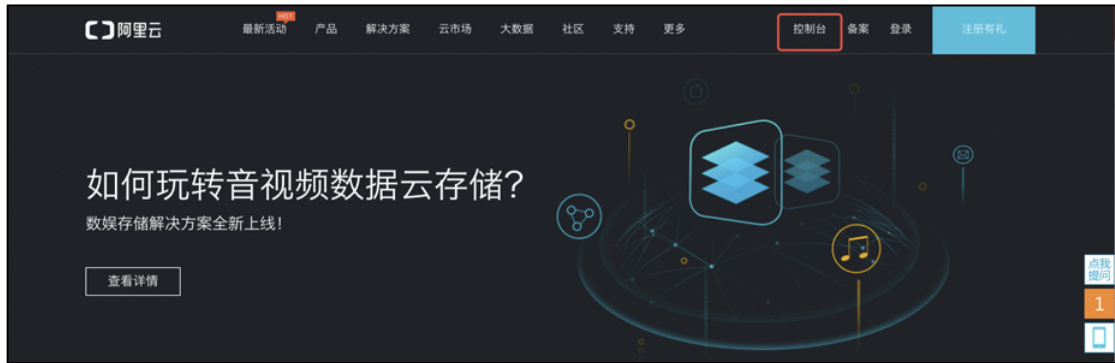 HOT
阿里云 最新活动 产品 解决方案 云市场 大数据 社区 支持 更多 控制台 备案 登录 注册有礼
如何玩转音视频数据云存储?
数娱存储解决方案全新上线!
查看详情
点我
提问
1